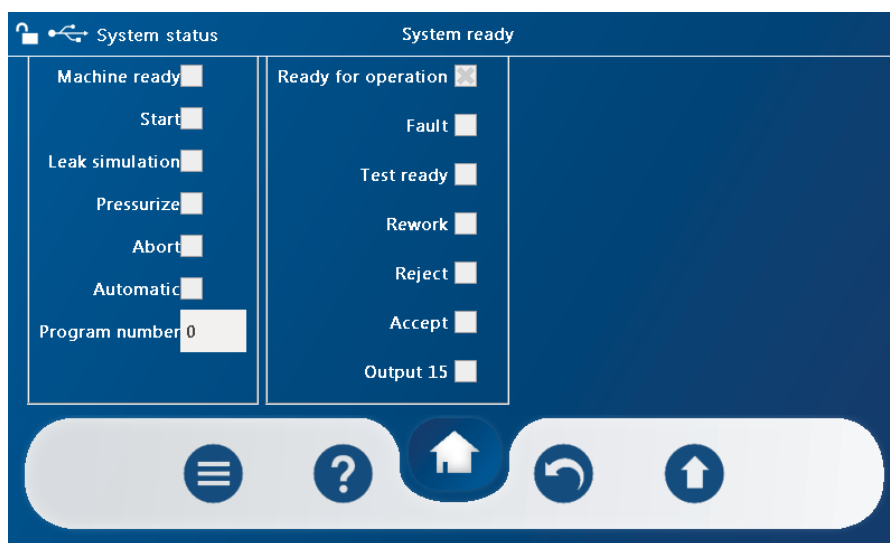 System status
System ready
Machine ready
Start
Leak simulation
Pressurize
Abort
Automatic
Program number 0
Ready for operation
Fault
Test ready
Rework
Reject
Accept
Output 15
?